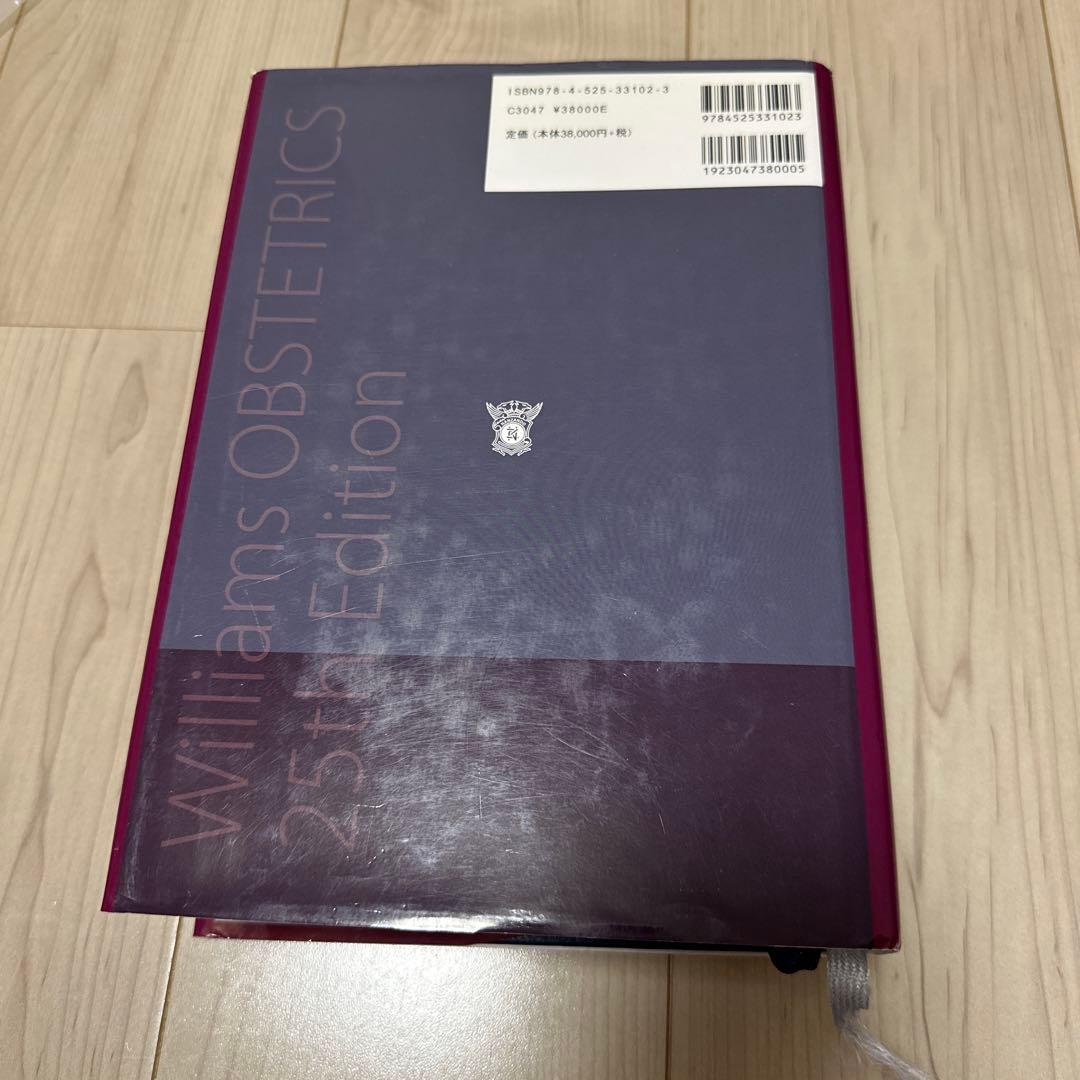 ISBN978-4-525-33102-3
C3047 ¥38000E
定価 (本体38,000円+税)
9784525331023
1923047380005
Williams OBSTETRICS
25th Edition